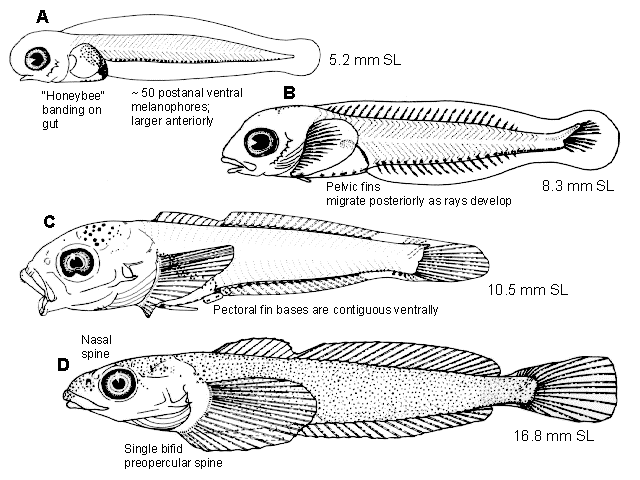 A
5.2 mm SL
"Honeybee"
banding on
gut
~ 50 postanal ventral
melanophores;
larger anteriorly
B
Pelvic fins
migrate posteriorly as rays develop
8.3 mm SL
C
10.5 mm SL
Pectoral fin bases are contiguous ventrally
Nasal
spine
D
16.8 mm SL
Single bifid
preopercular spine